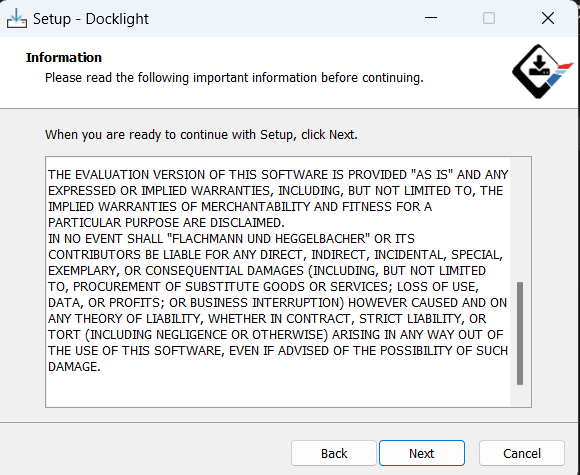 Setup - Docklight
Information
Please read the following important information before continuing.
When you are ready to continue with Setup, click Next.
THE EVALUATION VERSION OF THIS SOFTWARE IS PROVIDED "AS IS" AND ANY
EXPRESSED OR IMPLIED WARRANTIES, INCLUDING, BUT NOT LIMITED TO, THE
IMPLIED WARRANTIES OF MERCHANTABILITY AND FITNESS FOR A
PARTICULAR PURPOSE ARE DISCLAIMED.
IN NO EVENT SHALL "FLACHMANN UND HEGGELBACHER" OR ITS
CONTRIBUTORS BE LIABLE FOR ANY DIRECT, INDIRECT, INCIDENTAL, SPECIAL,
EXEMPLARY, OR CONSEQUENTIAL DAMAGES (INCLUDING, BUT NOT LIMITED
TO, PROCUREMENT OF SUBSTITUTE GOODS OR SERVICES; LOSS OF USE,
DATA, OR PROFITS; OR BUSINESS INTERRUPTION) HOWEVER CAUSED AND ON
ANY THEORY OF LIABILITY, WHETHER IN CONTRACT, STRICT LIABILITY, OR
TORT (INCLUDING NEGLIGENCE OR OTHERWISE) ARISING IN ANY WAY OUT OF
THE USE OF THIS SOFTWARE, EVEN IF ADVISED OF THE POSSIBILITY OF SUCH
DAMAGE.
Back Next Cancel